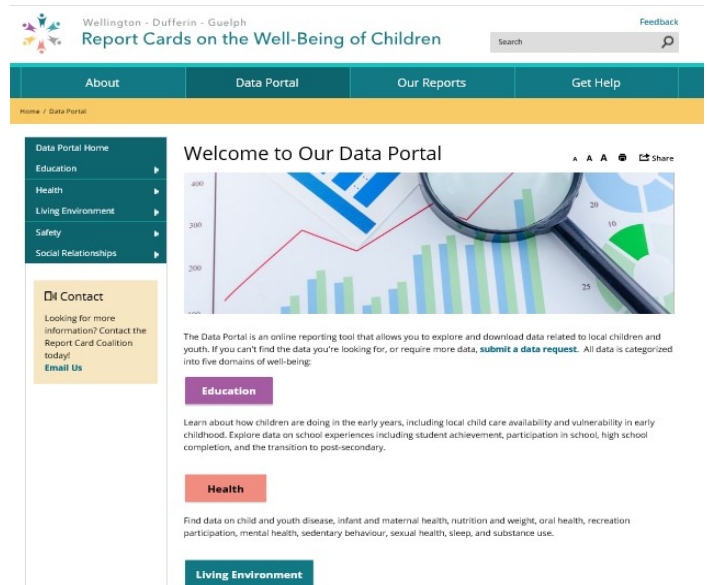 Wellington - Dufferin - Guelph
Report Cards on the Well-Being of Children
Feedback
Search
About
Data Portal
Our Reports
Get Help
Home / Data Portal
Data Portal Home
Education
Health
Living Environment
Safety
Social Relationships
Contact
Looking for more
information? Contact the
Report Card Coalition
today!
Email Us
Welcome to Our Data Portal
A A A Share
400
300
200
100
20
10
25
The Data Portal is an online reporting tool that allows you to explore and download data related to local children and
youth. If you can't find the data you're looking for, or require more data, submit a data request. All data is categorized
into five domains of well-being:
Education
Learn about how children are doing in the early years, including local child care availability and vulnerability in early
childhood. Explore data on school experiences including student achievement, participation in school, high school
completion, and the transition to post-secondary.
Health
Find data on child and youth disease, infant and maternal health, nutrition and weight, oral health, recreation
participation, mental health, sedentary behaviour, sexual health, sleep, and substance use.
Living Environment